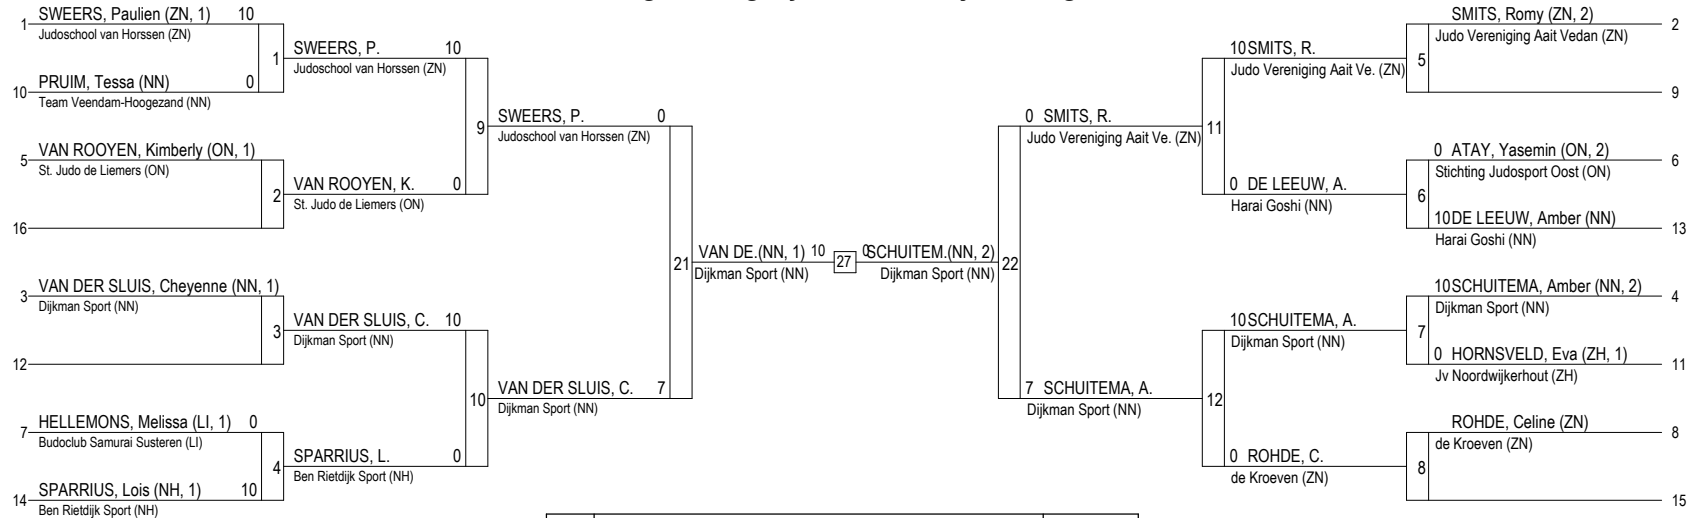 SWEERS, Paulien (ZN, 1) 10
1
Judoschool van Horssen (ZN)
1
PRUIM, Tessa (NN) 0
10
Team Veendam-Hoogezand (NN)
SWEERS, P. 10
Judoschool van Horssen (ZN)
VAN ROOYEN, Kimberly (ON, 1)
5
St. Judo de Liemers (ON)
2
16
VAN ROOYEN, K. 0
St. Judo de Liemers (ON)
9
SWEERS, P. 0
Judoschool van Horssen (ZN)
VAN DER SLUIS, Cheyenne (NN, 1)
3
Dijkman Sport (NN)
3
12
VAN DER SLUIS, C. 10
Dijkman Sport (NN)
HELLEMONS, Melissa (LI, 1) 0
7
Budoclub Samurai Susteren (LI)
4
SPARRIUS, Lois (NH, 1) 10
14
Ben Rietdijk Sport (NH)
SPARRIUS, L. 0
Ben Rietdijk Sport (NH)
10
VAN DER SLUIS, C. 7
Dijkman Sport (NN)
21
VAN DE.(NN, 1) 10
Dijkman Sport (NN)
27
0 SCHUITEM.(NN, 2)
Dijkman Sport (NN)
22
0 SMITS, R.
Judo Vereniging Aait Ve. (ZN)
7 SCHUITEMA, A.
Dijkman Sport (NN)
11
10 SMITS, R.
Judo Vereniging Aait Ve. (ZN)
0 DE LEEUW, A.
Harai Goshi (NN)
12
10 SCHUITEMA, A.
Dijkman Sport (NN)
0 ROHDE, C.
de Kroeven (ZN)
SMITS, Romy (ZN, 2)
2
Judo Vereniging Aait Vedan (ZN)
5
9
0 ATAY, Yasemin (ON, 2)
6
Stichting Judosport Oost (ON)
6
10 DE LEEUW, Amber (NN)
13
Harai Goshi (NN)
10 SCHUITEMA, Amber (NN, 2)
4
Dijkman Sport (NN)
7
0 HORNSVELD, Eva (ZH, 1)
11
Jv Noordwijkerhout (ZH)
ROHDE, Celine (ZN)
8
de Kroeven (ZN)
8
15